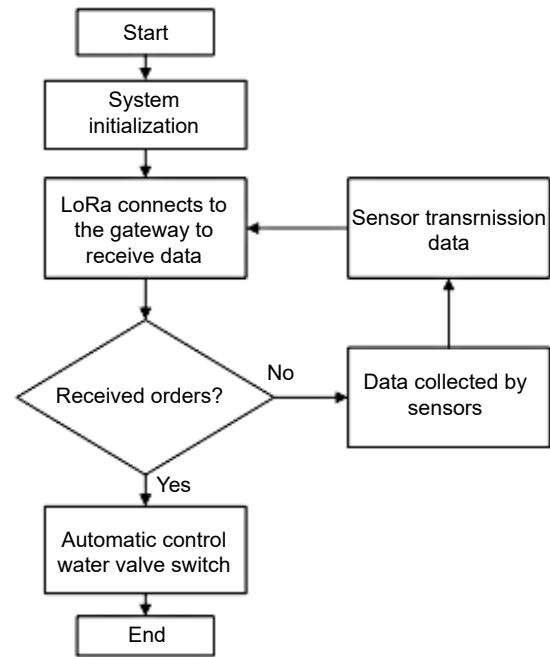 Start
System
initialization
LoRa connects to
the gateway to
receive data
Sensor transrnission
data
Received orders?
No
Data collected by
sensors
Yes
Automatic control
water valve switch
End